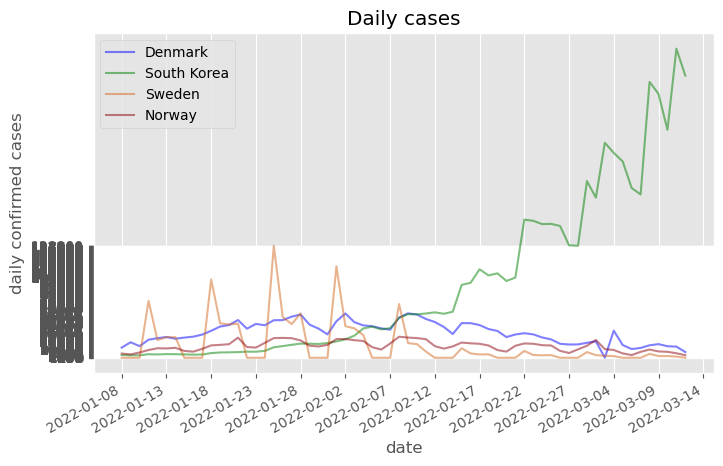 Daily cases
Denmark
South Korea
Sweden
Norway
daily confirmed cases
2022-01-08
2022-01-13
2022-01-18
2022-01-23
2022-01-28
2022-02-02
2022-02-07
2022-02-12
2022-02-17
2022-02-22
2022-02-27
2022-03-04
2022-03-09
2022-03-14
date